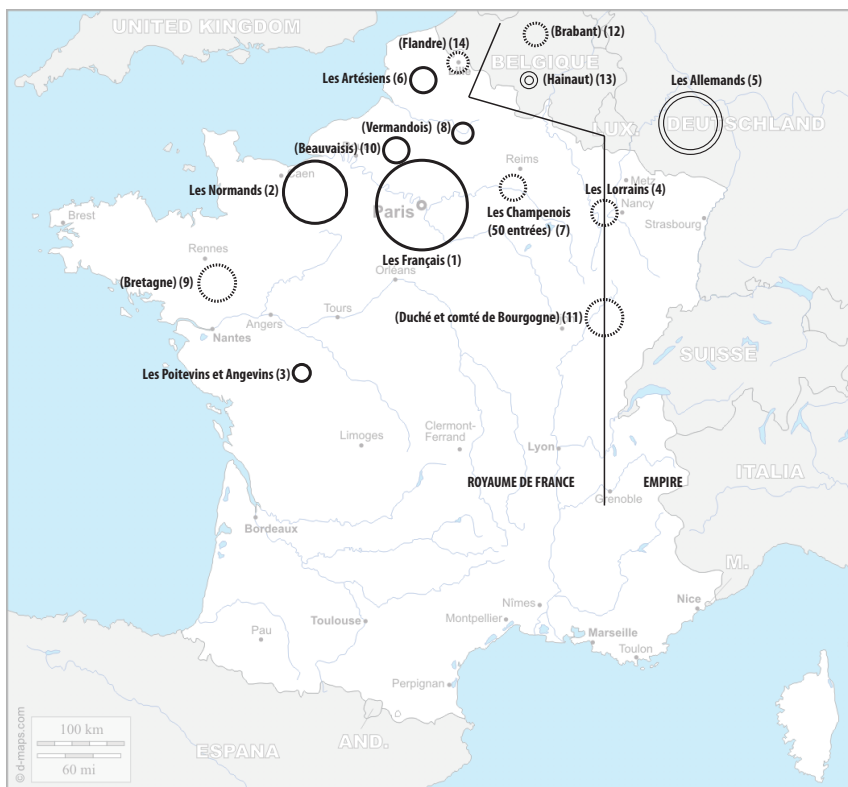 UNITED KINGDOM
(Brabant) (12)
(Flandre) (14)
BELGIQUE
Les Artésiens (6)
(Hainaut) (13)
Les Allemands (5)
DEUTSCHLAND
LUX.
(Vermandois) (8)
(Beauvaisis) (10)
Reims
Metz
Caen
Les Normands (2)
Les Lorrains (4)
Paris
Nancy
Strasbourg
Brest
Les Champenois
(50 entrées) (7)
Rennes
Les Français (1)
Orléans
(Bretagne) (9)
Tours
Angers
(Duché et comté de Bourgogne) (11)
Nantes
SUISSE
Les Poitevins et Angevins (3)
Limoges
Clermont-
Ferrand
Lyon
ITALIA
ROYAUME DE FRANCE
EMPIRE
Grenoble
Bordeaux
M.
Nîmes
Nice
Toulouse
Montpellier
Pau
Marseille
Toulon
Perpignan
100 km
60 mi
AND.
ESPANA
© d-maps.com